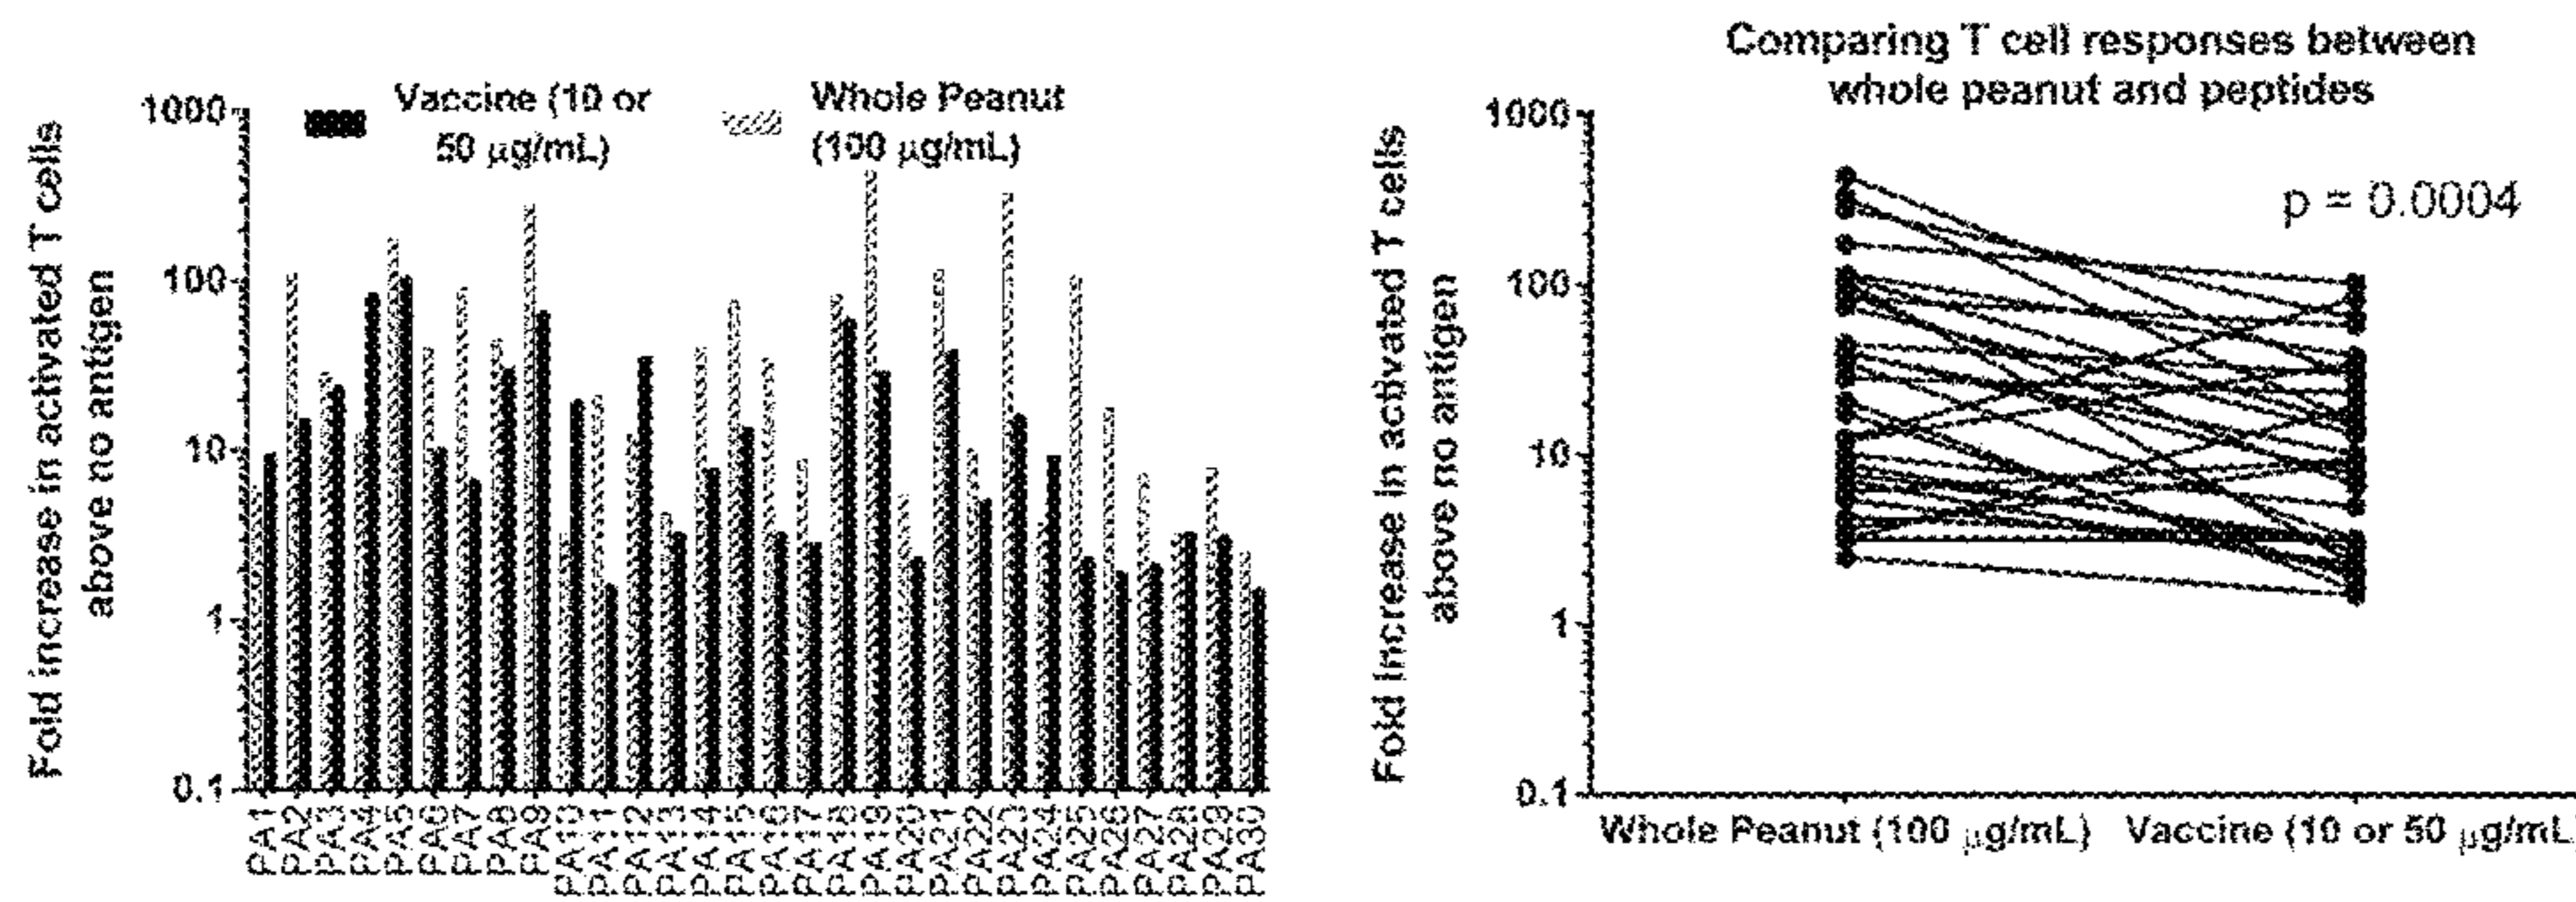 Fold increase in activated T cells
above no antigen
1000
100
10
1
0.1
Vaccine (10 or
50 µg/mL)
Whole Peanut
(100 µg/mL)
PA1
PA2
PA3
PA4
PA5
PA6
PA7
PA8
PA9
PA10
PA11
PA12
PA13
PA14
PA15
PA16
PA17
PA18
PA19
PA20
PA21
PA22
PA23
PA24
PA25
PA26
PA27
PA28
PA29
PA30
Comparing T cell responses between
whole peanut and peptides
Fold increase in activated T cells
above no antigen
1000
100
10
1
0.1
p = 0.0004
Whole Peanut (100 µg/mL)
Vaccine (10 or 50 µg/mL)